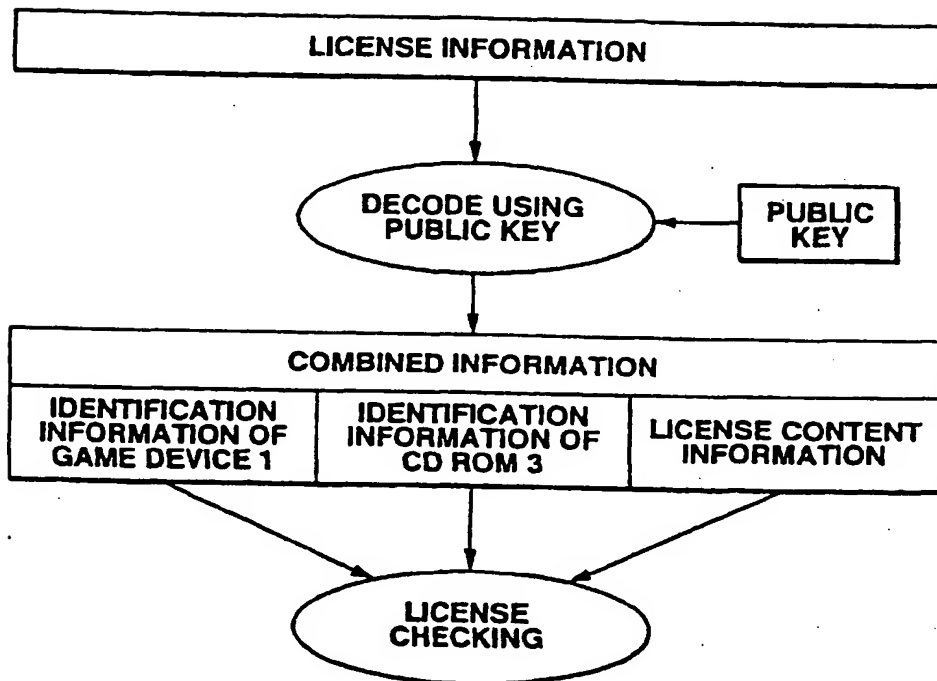 LICENSE INFORMATION
DECODE USING
PUBLIC KEY
PUBLIC
KEY
COMBINED INFORMATION
IDENTIFICATION
INFORMATION OF
GAME DEVICE 1
IDENTIFICATION
INFORMATION OF
CD ROM 3
LICENSE CONTENT
INFORMATION
LICENSE
CHECKING